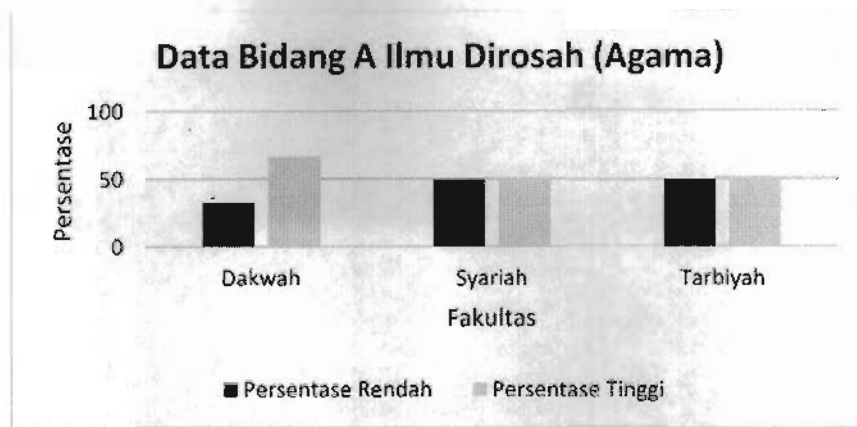 Data Bidang A Ilmu Dirosah (Agama)
100
50
0
Persentase
Dakwah
Syariah
Tarbiyah
Fakultas
Persentase Rendah
Persentase Tinggi